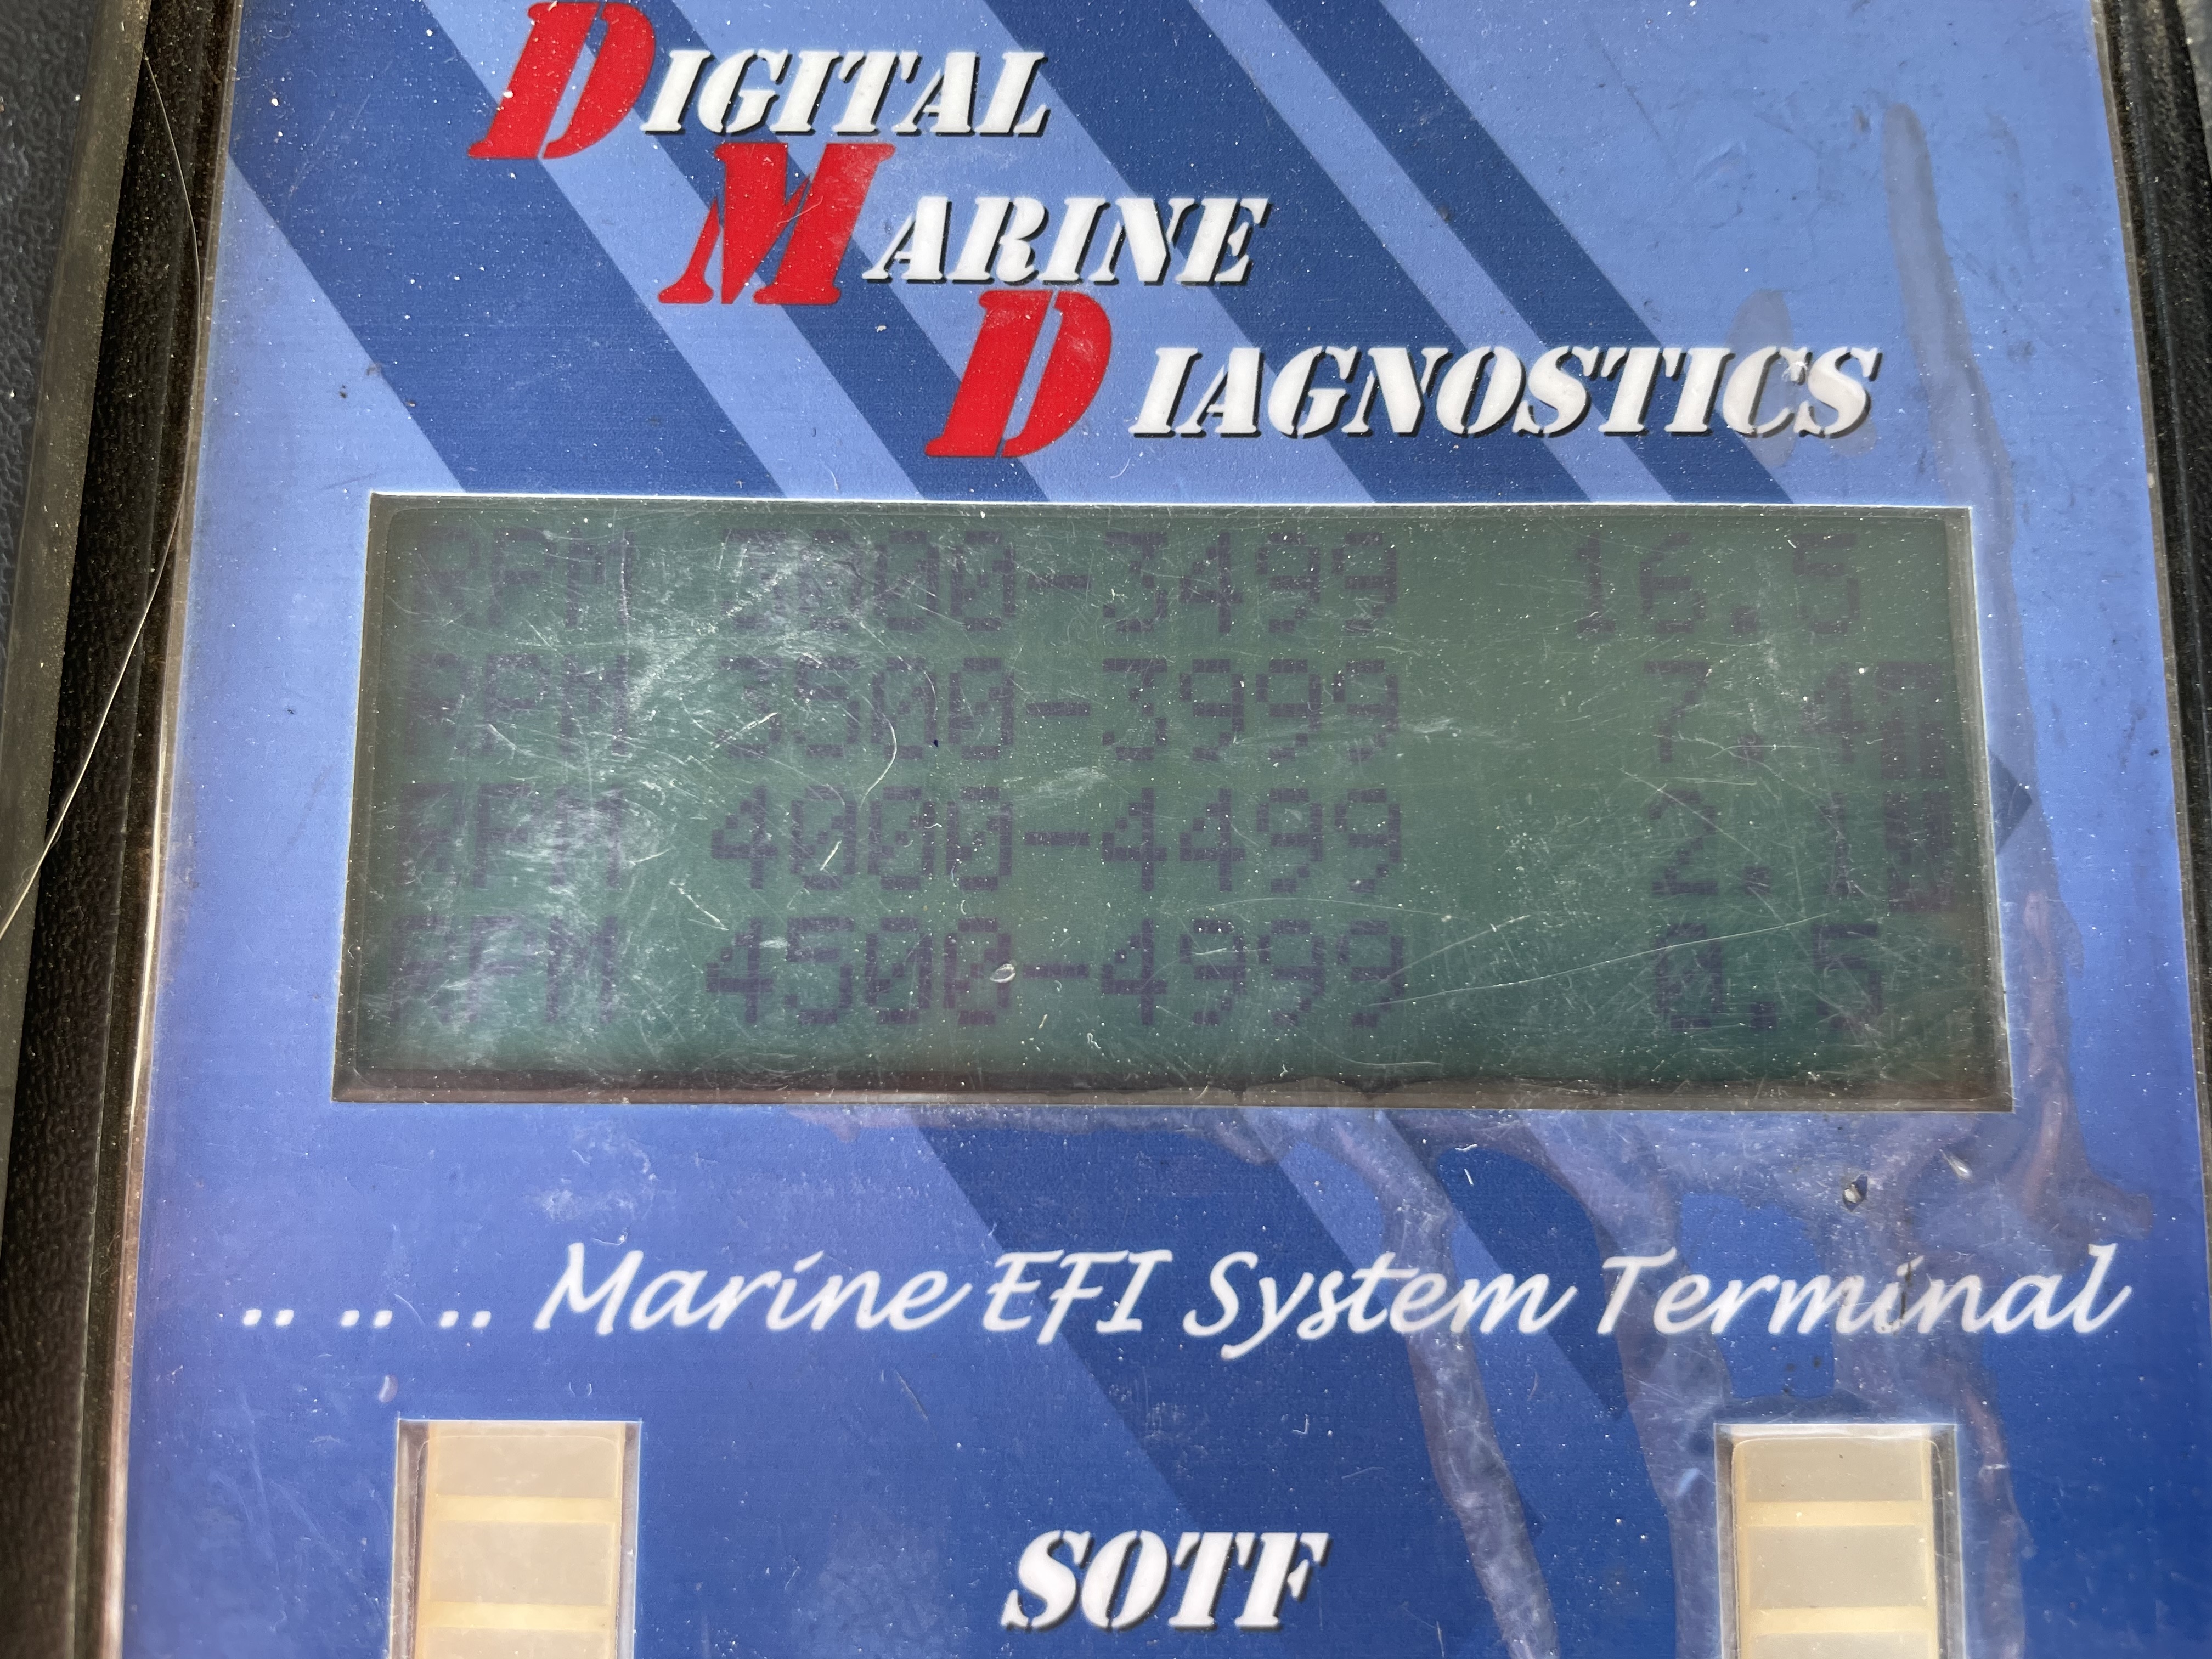 DIGITAL
MARINE
DIAGNOSTICS
RPM 3000-3499 16.5
RPM 3500-3999 7.4
RPM 4000-4499 2.1
RPM 4500-4999 0.5
.. .. .. Marine EFI System Terminal
SOTF